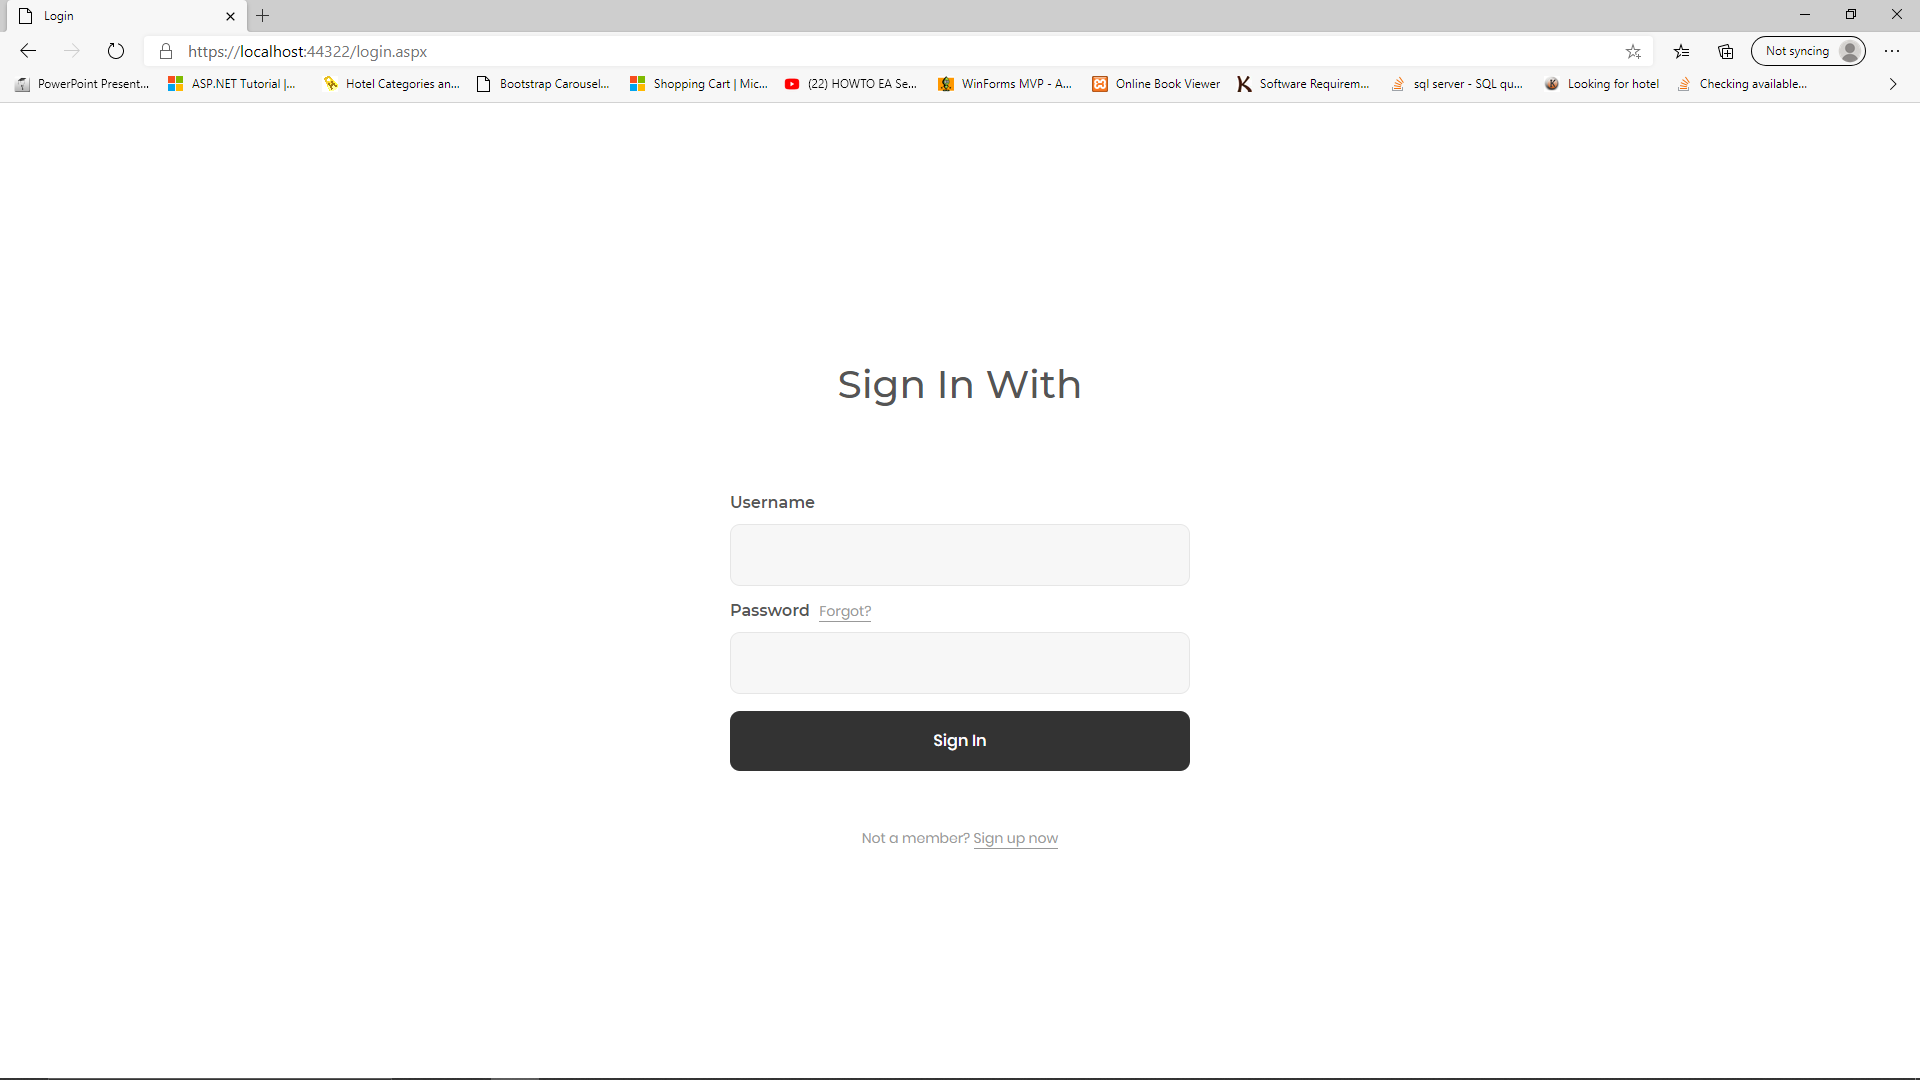 Login
https://localhost:44322/login.aspx
Not syncing
PowerPoint Present...
ASP.NET Tutorial |...
Hotel Categories an...
Bootstrap Carousel...
Shopping Cart | Mic...
(22) HOWTO EA Se...
WinForms MVP - A...
Online Book Viewer
Software Requirem...
sql server - SQL qu...
Looking for hotel
Checking available...
Sign In With
Username
Password Forgot?
Sign In
Not a member? Sign up now